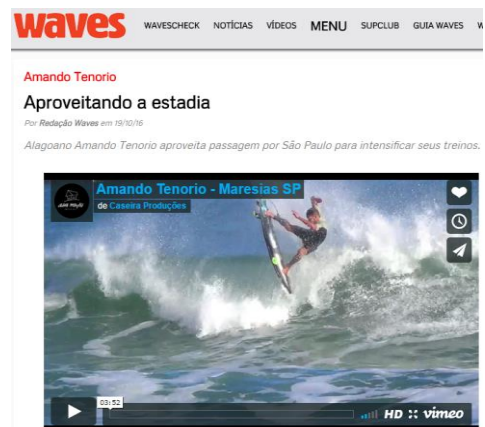 waves WAVESCHECK NOTÍCIAS VÍDEOS MENU SUPCLUB GUIA WAVES
Amando Tenorio
Aproveitando a estadia
Por Redação Waves em 19/10/16
Alagoano Amando Tenorio aproveita passagem por São Paulo para intensificar seus treinos.
Amando Tenorio - Maresias SP
de Caseira Produções
03:52
HD vimeo